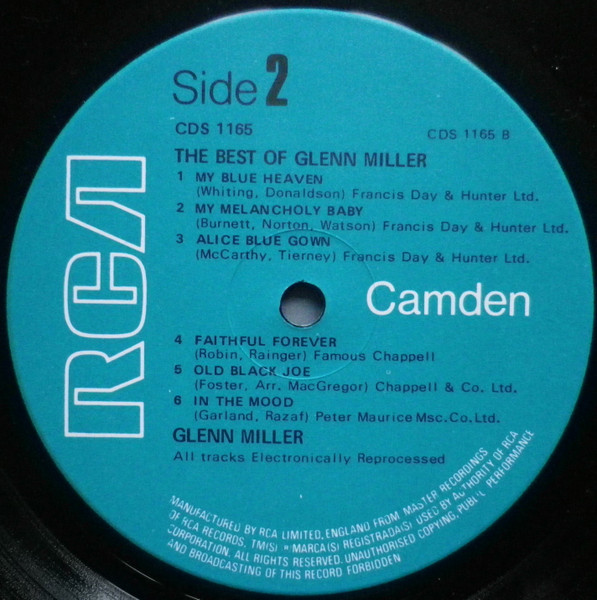 Side 2
CDS 1165
CDS 1165 B
THE BEST OF GLENN MILLER
1 MY BLUE HEAVEN
(Whiting, Donaldson) Francis Day & Hunter Ltd.
2 MY MELANCHOLY BABY
(Burnett, Norton, Watson) Francis Day & Hunter Ltd.
3 ALICE BLUE GOWN
(McCarthy, Tierney) Francis Day & Hunter Ltd.
RCA
Camden
4 FAITHFUL FOREVER
(Robin, Rainger) Famous Chappell
5 OLD BLACK JOE
(Foster, Arr. MacGregor) Chappell & Co. Ltd.
6 IN THE MOOD
(Garland, Razaf) Peter Maurice Msc.Co.Ltd.
GLENN MILLER
All tracks Electronically Reprocessed
MANUFACTURED BY RCA LIMITED, ENGLAND FROM MASTER RECORDINGS
OF RCA RECORDS, TM(S) ® MARCA(S) REGISTRADA(S) USED BY AUTHORITY OF RCA
CORPORATION. ALL RIGHTS RESERVED. UNAUTHORISED COPYING, PUBLIC PERFORMANCE
AND BROADCASTING OF THIS RECORD FORBIDDEN